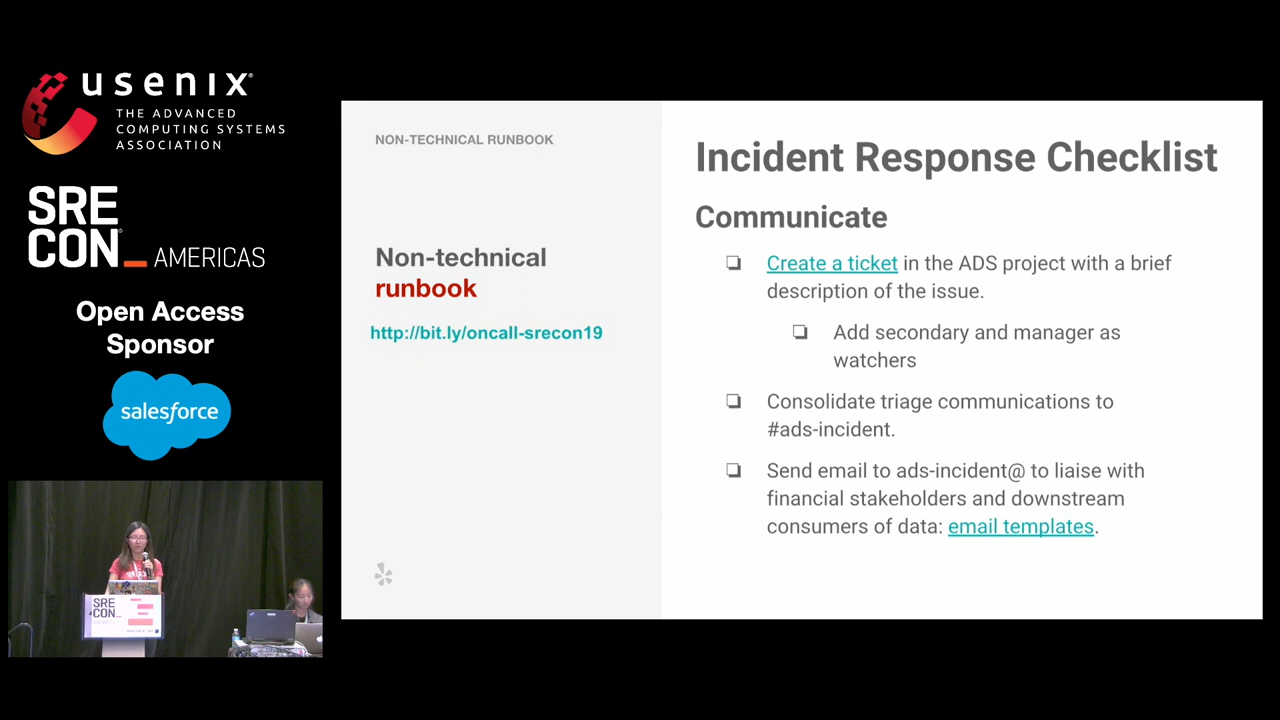 usenix
THE ADVANCED
COMPUTING SYSTEMS
ASSOCIATION
SRE
CON_ AMERICAS
Open Access
Sponsor
salesforce
SRE
CON_
NON-TECHNICAL RUNBOOK
Non-technical
runbook
http://bit.ly/oncall-srecon19
Incident Response Checklist
Communicate
Create a ticket in the ADS project with a brief
description of the issue.
Add secondary and manager as
watchers
Consolidate triage communications to
#ads-incident.
Send email to ads-incident@ to liaise with
financial stakeholders and downstream
consumers of data: email templates.